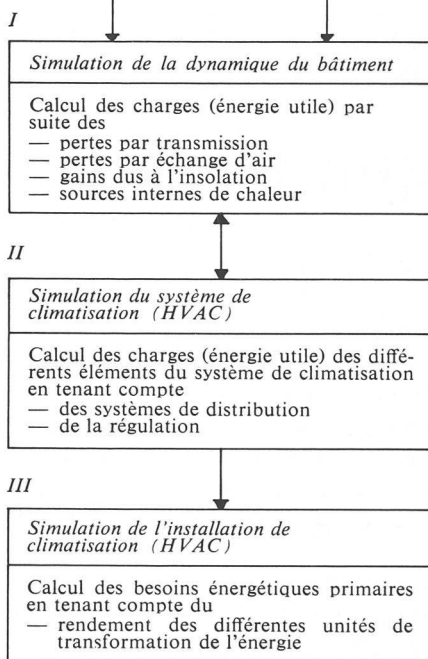 I
Simulation de la dynamique du bâtiment
Calcul des charges (énergie utile) par
suite des
— pertes par transmission
— pertes par échange d'air
— gains dus à l'insolation
— sources internes de chaleur
II
Simulation du système de
climatisation (HVAC)
Calcul des charges (énergie utile) des diffé-
rents éléments du système de climatisation
en tenant compte
— des systèmes de distribution
— de la régulation
III
Simulation de l'installation de
climatisation (HVAC)
Calcul des besoins énergétiques primaires
en tenant compte du
— rendement des différentes unités de
transformation de l'énergie